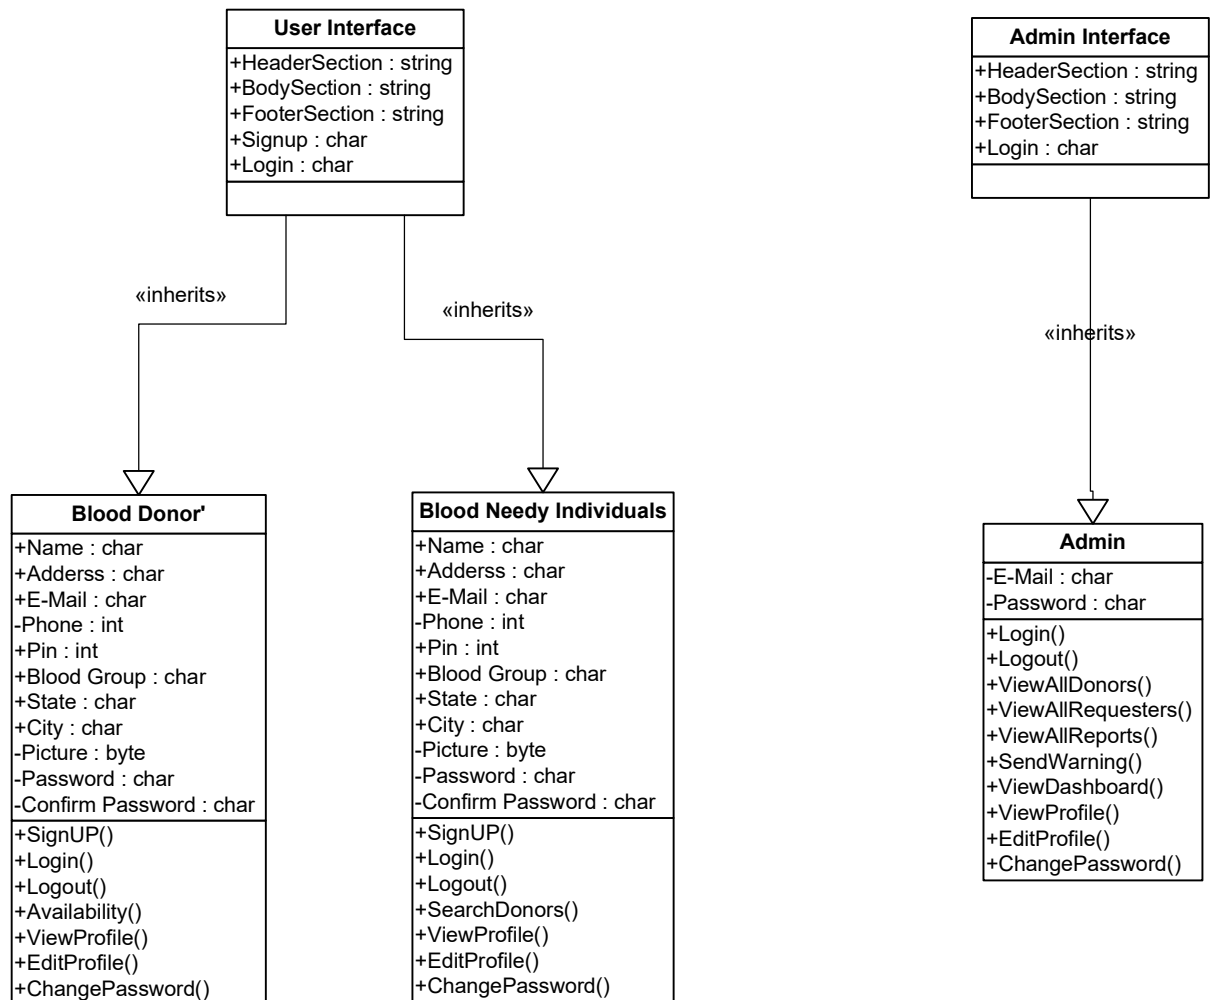 User Interface
+HeaderSection : string
+BodySection : string
+FooterSection : string
+Signup : char
+Login : char
Admin Interface
+HeaderSection : string
+BodySection : string
+FooterSection : string
+Login : char
«inherits»
«inherits»
«inherits»
Blood Donor'
+Name : char
+Adderss : char
+E-Mail : char
-Phone : int
+Pin : int
+Blood Group : char
+State : char
+City : char
-Picture : byte
-Password : char
-Confirm Password : char
+SignUP()
+Login()
+Logout()
+Availability()
+ViewProfile()
+EditProfile()
+ChangePassword()
Blood Needy Individuals
+Name : char
+Adderss : char
+E-Mail : char
-Phone : int
+Pin : int
+Blood Group : char
+State : char
+City : char
-Picture : byte
-Password : char
-Confirm Password : char
+SignUP()
+Login()
+Logout()
+SearchDonors()
+ViewProfile()
+EditProfile()
+ChangePassword()
Admin
-E-Mail : char
-Password : char
+Login()
+Logout()
+ViewAllDonors()
+ViewAllRequesters()
+ViewAllReports()
+SendWarning()
+ViewDashboard()
+ViewProfile()
+EditProfile()
+ChangePassword()